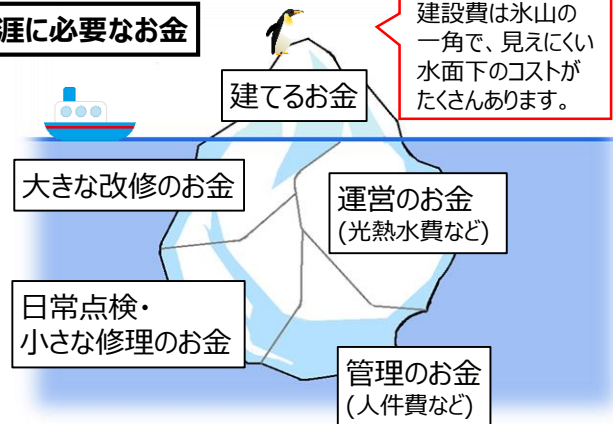 涯に必要なお金
建設費は氷山の
一角で、見えにくい
水面下のコストが
たくさんあります。
建てるお金
大きな改修のお金
運営のお金
(光熱水費など)
日常点検・
小さな修理のお金
管理のお金
(人件費など)